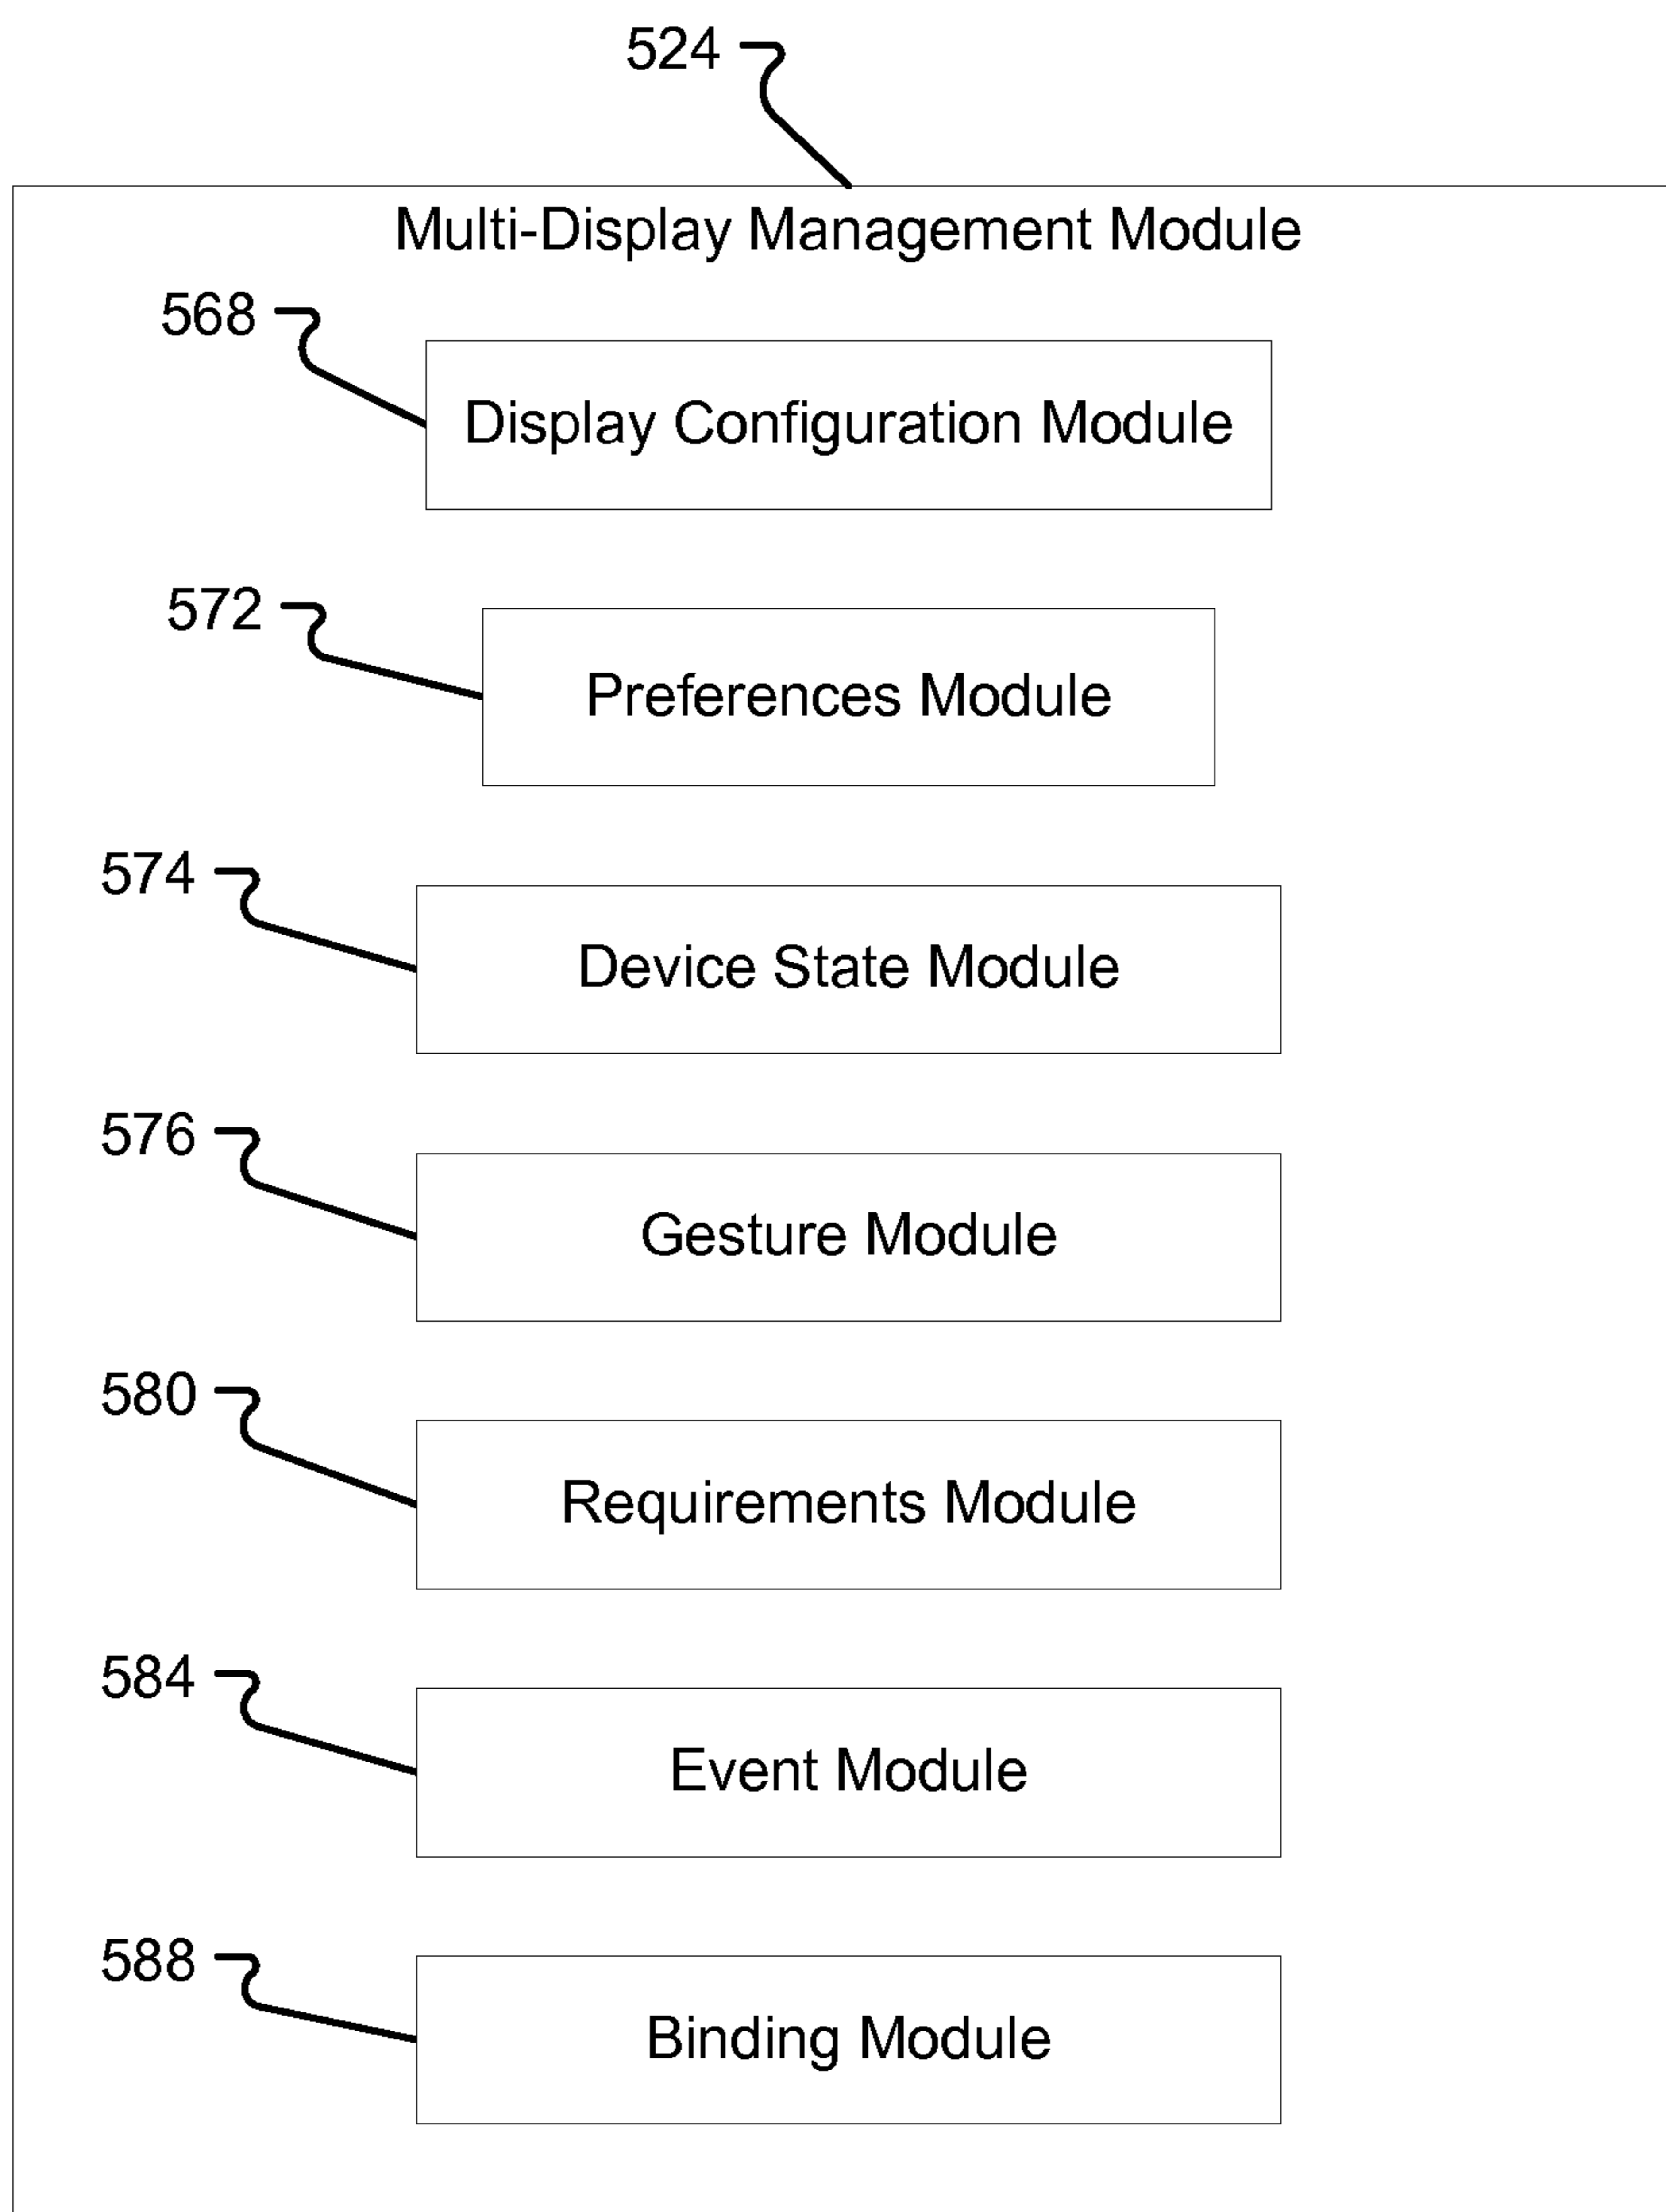 524
Multi-Display Management Module
568
Display Configuration Module
572
Preferences Module
574
Device State Module
576
Gesture Module
580
Requirements Module
584
Event Module
588
Binding Module